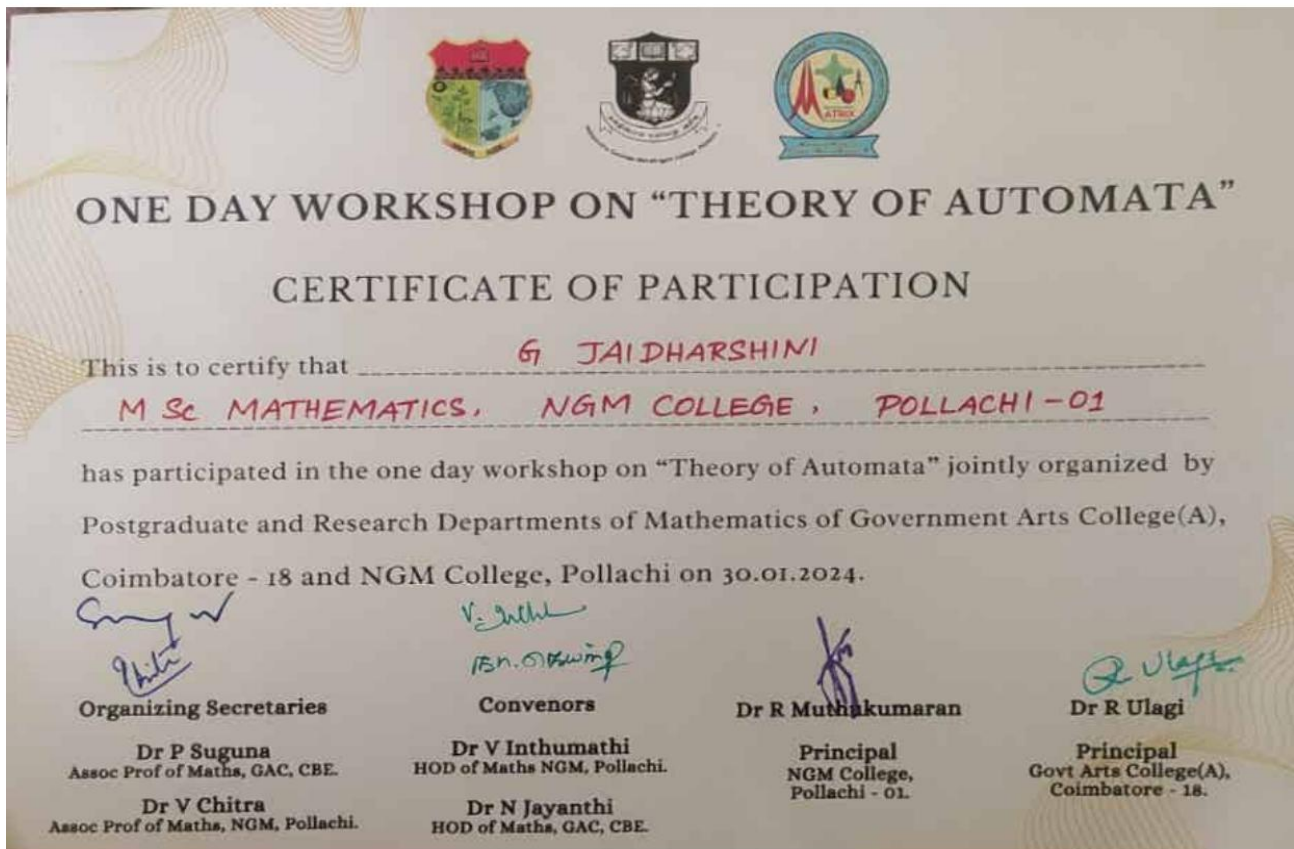 MATRIX
ONE DAY WORKSHOP ON “THEORY OF AUTOMATA”
CERTIFICATE OF PARTICIPATION
This is to certify that G JAIDHARSHINI
M Sc MATHEMATICS, NGM COLLEGE, POLLACHI-01
has participated in the one day workshop on “Theory of Automata” jointly organized by
Postgraduate and Research Departments of Mathematics of Government Arts College(A),
Coimbatore - 18 and NGM College, Pollachi on 30.01.2024.
R Ulagi
Organizing Secretaries
Dr P Suguna
Assoc Prof of Maths, GAC, CBE.
Dr V Chitra
Assoc Prof of Maths, NGM, Pollachi.
Convenors
Dr V Inthumathi
HOD of Maths NGM, Pollachi.
Dr N Jayanthi
HOD of Maths, GAC, CBE.
Dr R Muthukumaran
Principal
NGM College,
Pollachi - 01.
Dr R Ulagi
Principal
Govt Arts College(A),
Coimbatore - 18.